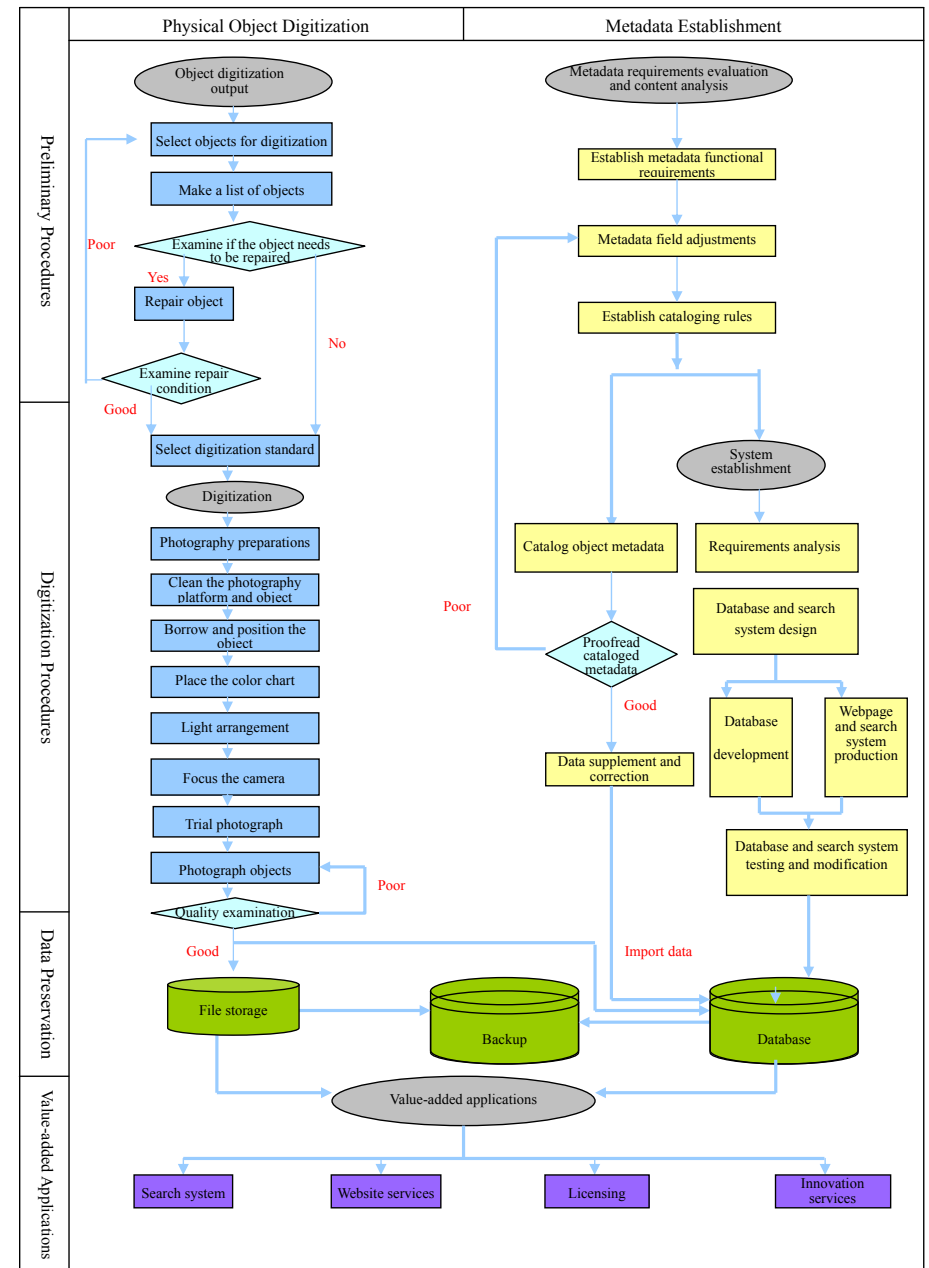 Physical Object Digitization
Metadata Establishment
Preliminary Procedures
Object digitization
output
Select objects for digitization
Make a list of objects
Examine if the object needs
to be repaired
Poor
Yes
Repair object
No
Examine repair
condition
Good
Metadata requirements evaluation
and content analysis
Establish metadata functional
requirements
Metadata field adjustments
Establish cataloging rules
Digitization Procedures
Select digitization standard
Digitization
Photography preparations
Clean the photography
platform and object
Borrow and position the
object
Place the color chart
Light arrangement
Focus the camera
Trial photograph
Photograph objects
Poor
Quality examination
System
establishment
Catalog object metadata
Requirements analysis
Poor
Proofread
cataloged
metadata
Good
Data supplement and
correction
Database and search
system design
Database
development
Webpage
and search
system
production
Database and search system
testing and modification
Data Preservation
Good
Import data
File storage
Backup
Database
Value-added Applications
Value-added applications
Search system
Website services
Licensing
Innovation
services